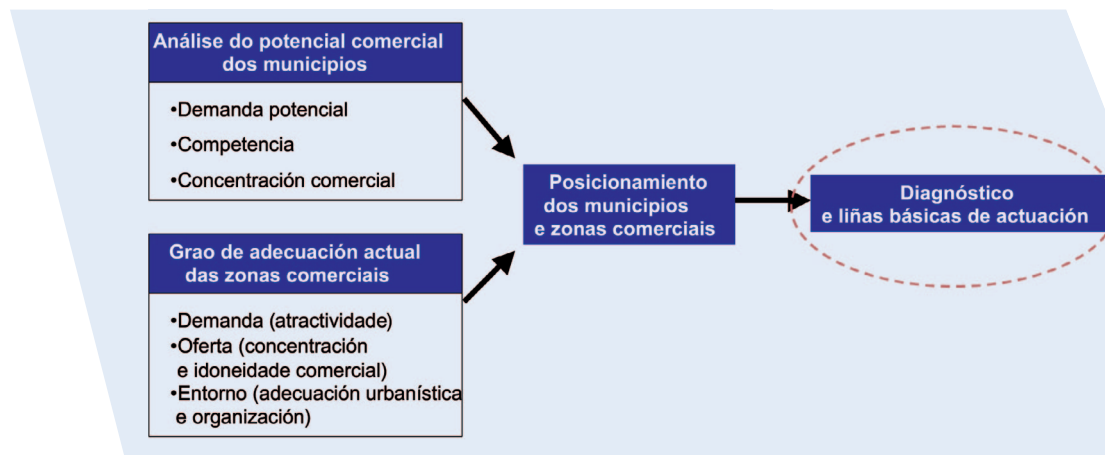 Análise do potencial comercial
dos municipios
•Demanda potencial
•Competencia
•Concentración comercial
Grao de adecuación actual
das zonas comerciais
•Demanda (atractividade)
•Oferta (concentración
e idoneidade comercial)
•Entorno (adecuación urbanística
e organización)
Posicionamento
dos municipios
e zonas comerciais
Diagnóstico
e liñas básicas de actuación